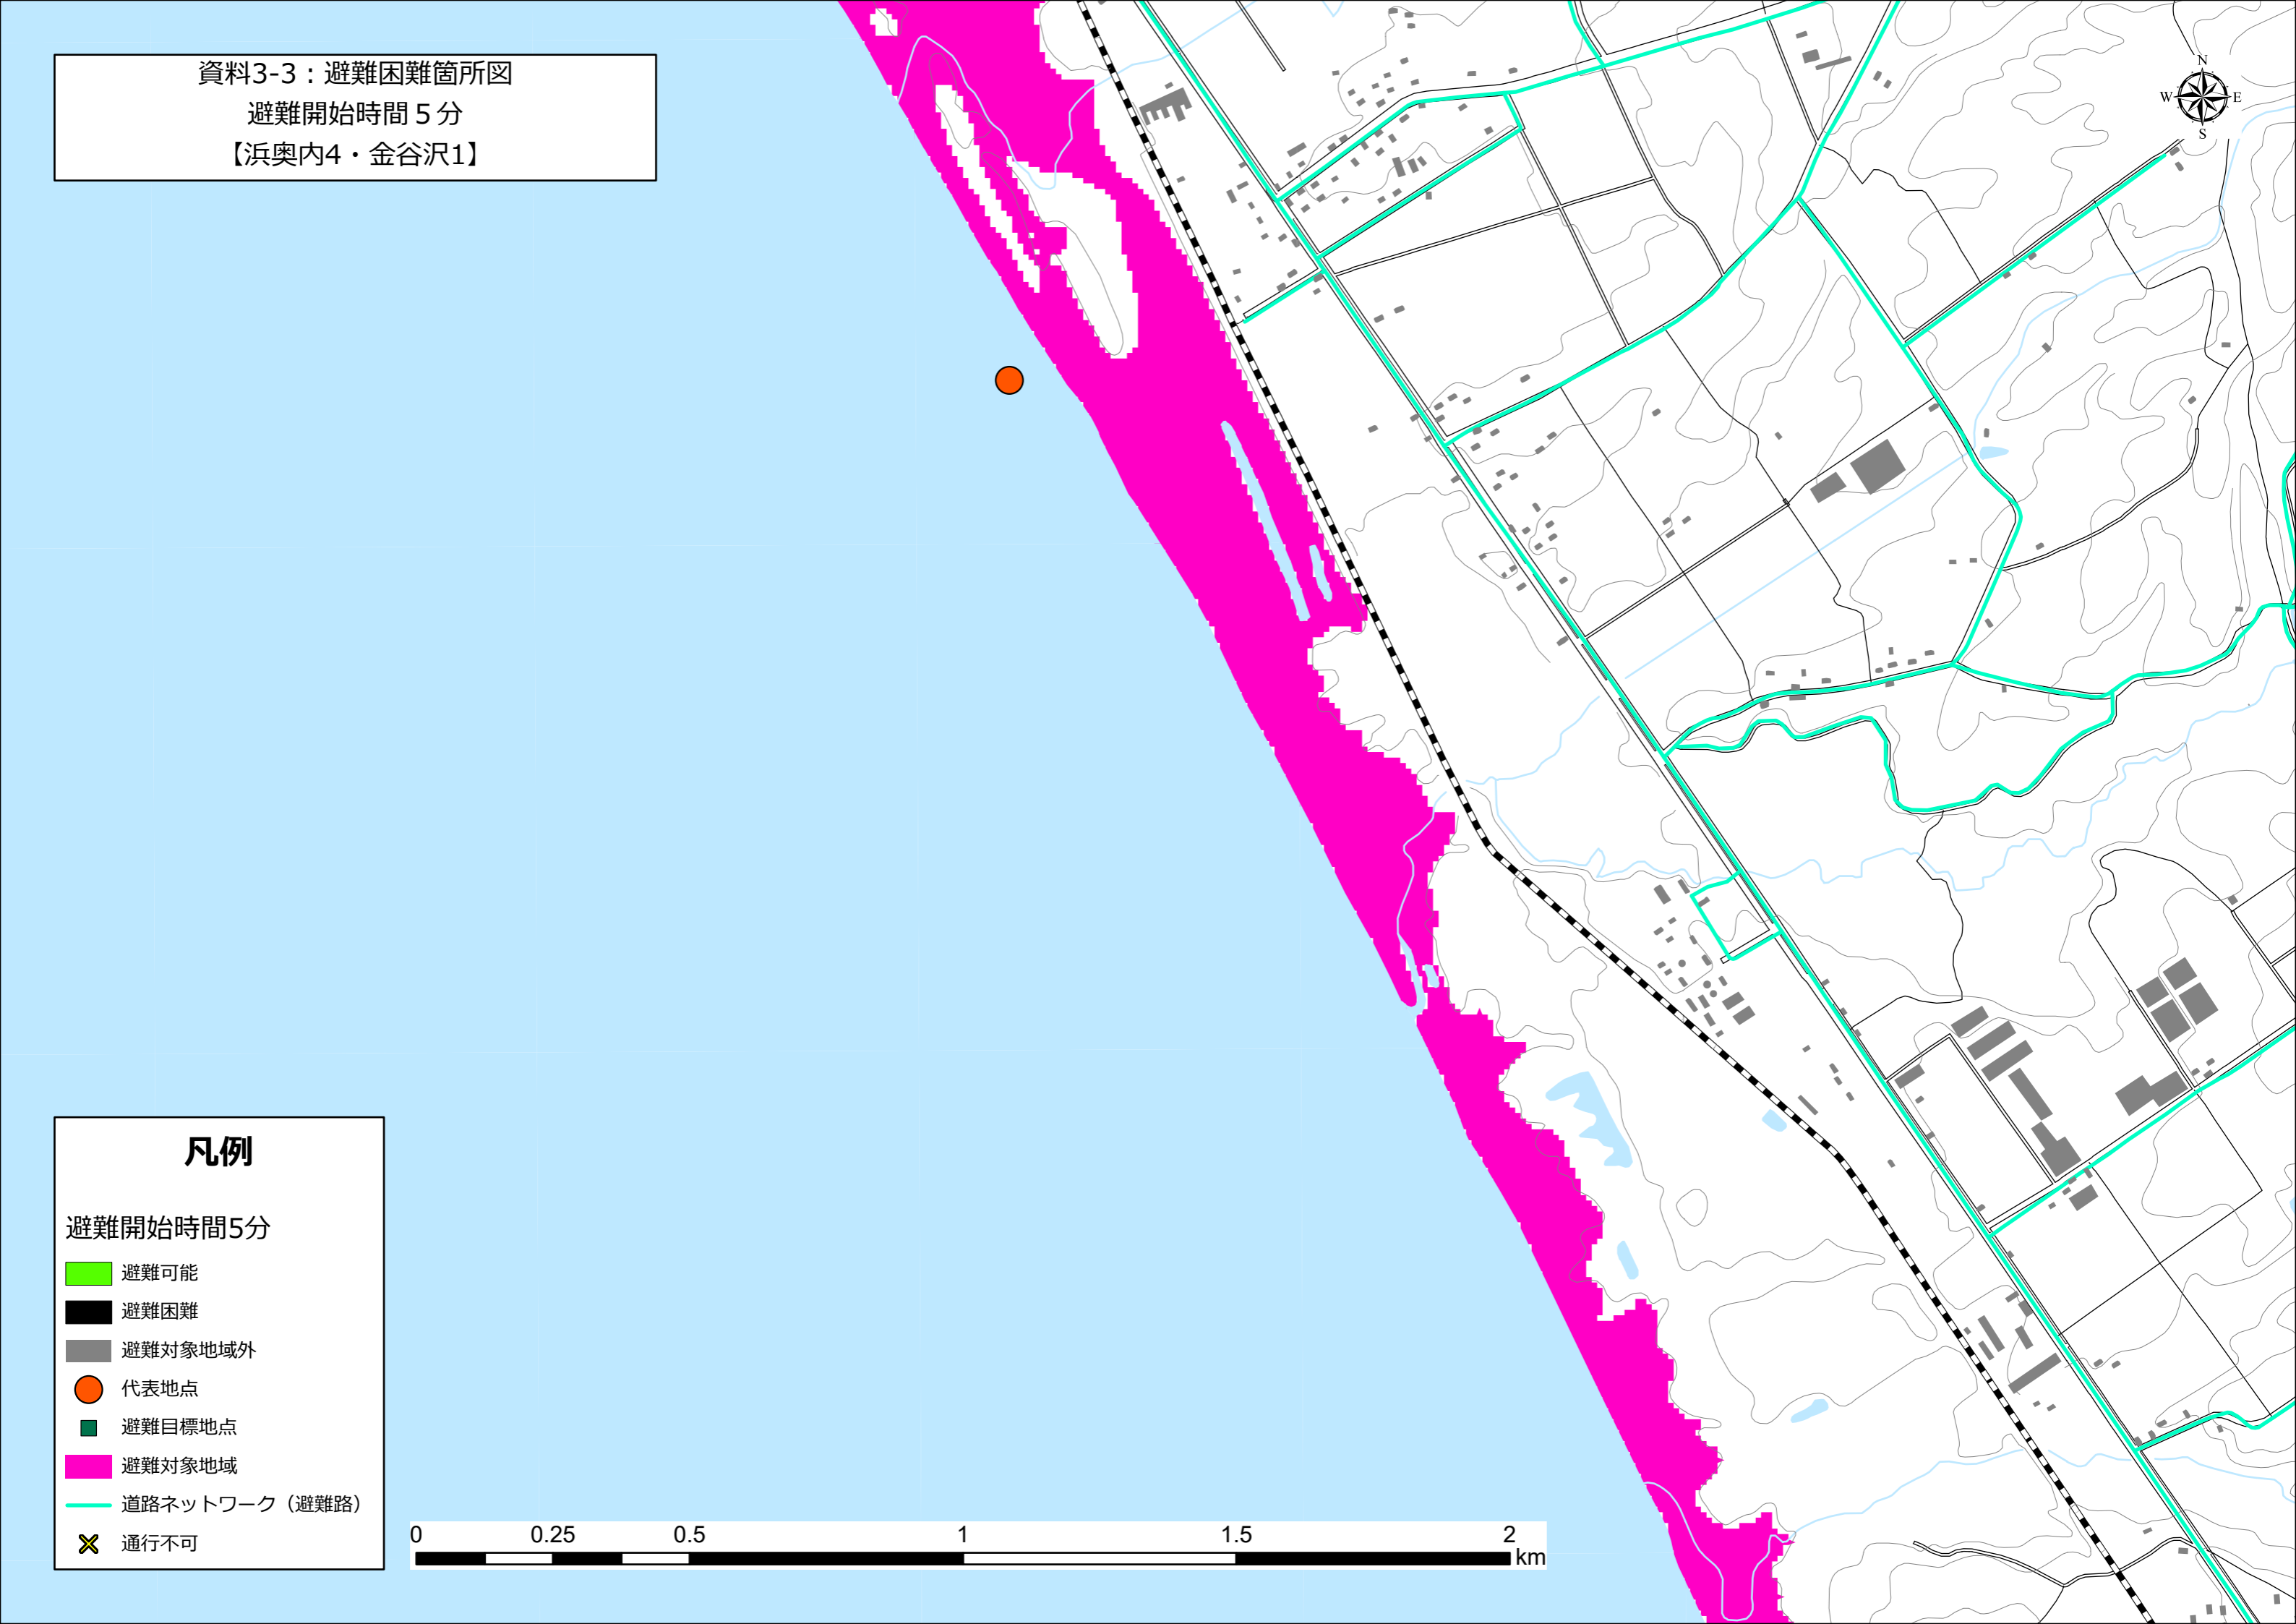 資料3-3：避難困難箇所図
避難開始時間５分
【浜奥内4・金谷沢1】
N
W
E
S
凡例
避難開始時間5分
避難可能
避難困難
避難対象地域外
代表地点
避難目標地点
避難対象地域
道路ネットワーク（避難路）
通行不可
0 0.25 0.5 1 1.5 2
km